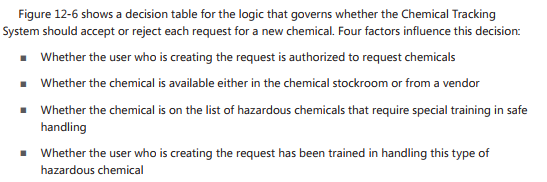 Figure 12-6 shows a decision table for the logic that governs whether the Chemical Tracking
System should accept or reject each request for a new chemical. Four factors influence this decision:
■ Whether the user who is creating the request is authorized to request chemicals
■ Whether the chemical is available either in the chemical stockroom or from a vendor
■ Whether the chemical is on the list of hazardous chemicals that require special training in safe
handling
■ Whether the user who is creating the request has been trained in handling this type of
hazardous chemical